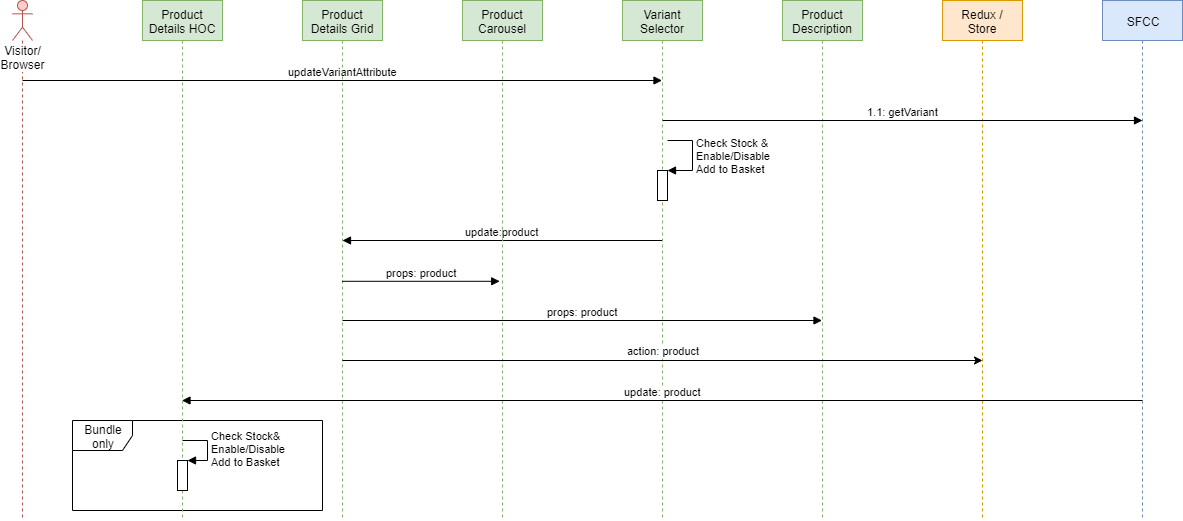 Visitor/
Browser
Product
Details HOC
Product
Details Grid
Product
Carousel
Variant
Selector
Product
Description
Redux /
Store
SFCC
updateVariantAttribute
1.1: getVariant
Check Stock &
Enable/Disable
Add to Basket
update:product
props: product
props: product
action: product
update: product
Bundle
only
Check Stock&
Enable/Disable
Add to Basket